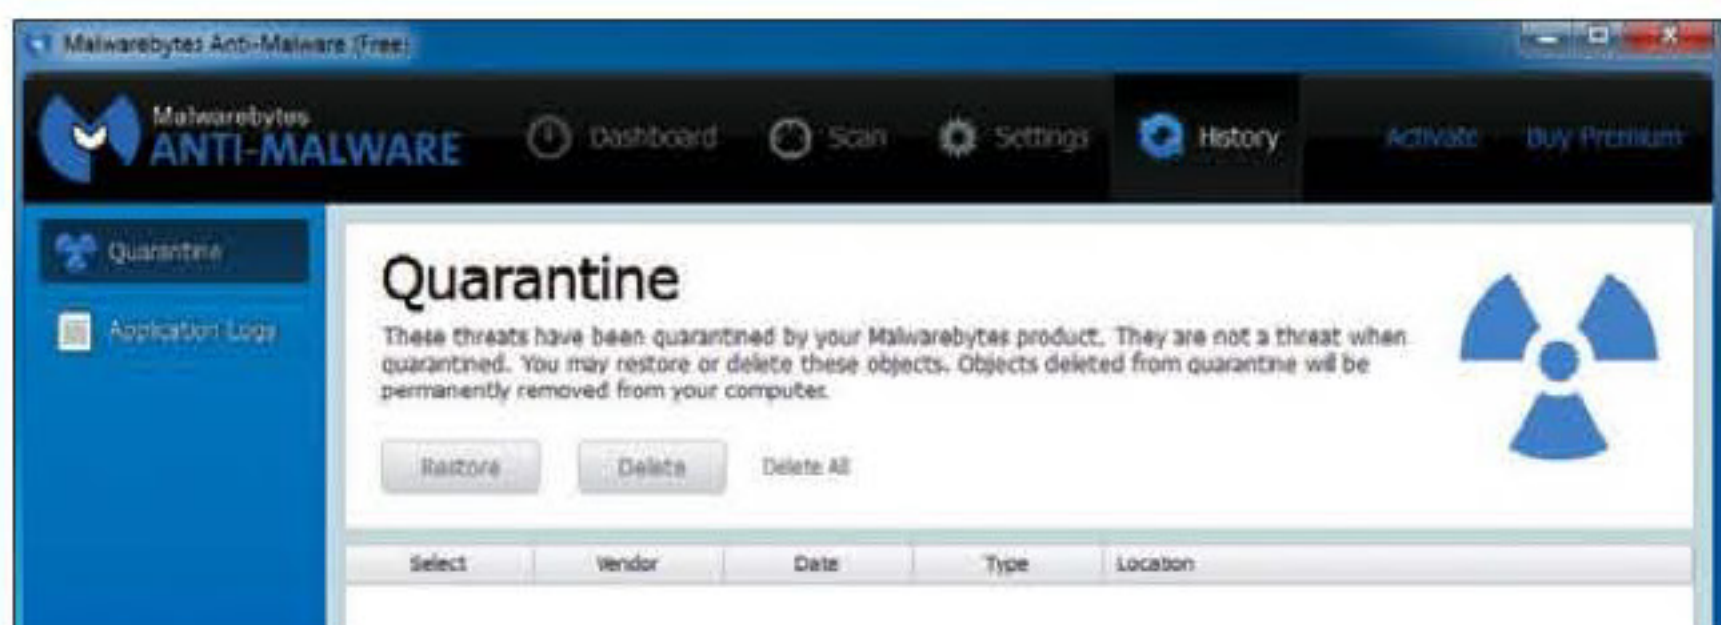 Malwarebytes Anti-Malware (Free)
Malwarebytes
ANTI-MALWARE
Dashboard
Scan
Settings
History
Activate
Buy Premium
Quarantine
Application Logs
Quarantine
These threats have been quarantined by your Malwarebytes product. They are not a threat when
quarantined. You may restore or delete these objects. Objects deleted from quarantine will be
permanently removed from your computer.
Restore
Delete
Delete All
Select
Vendor
Date
Type
Location